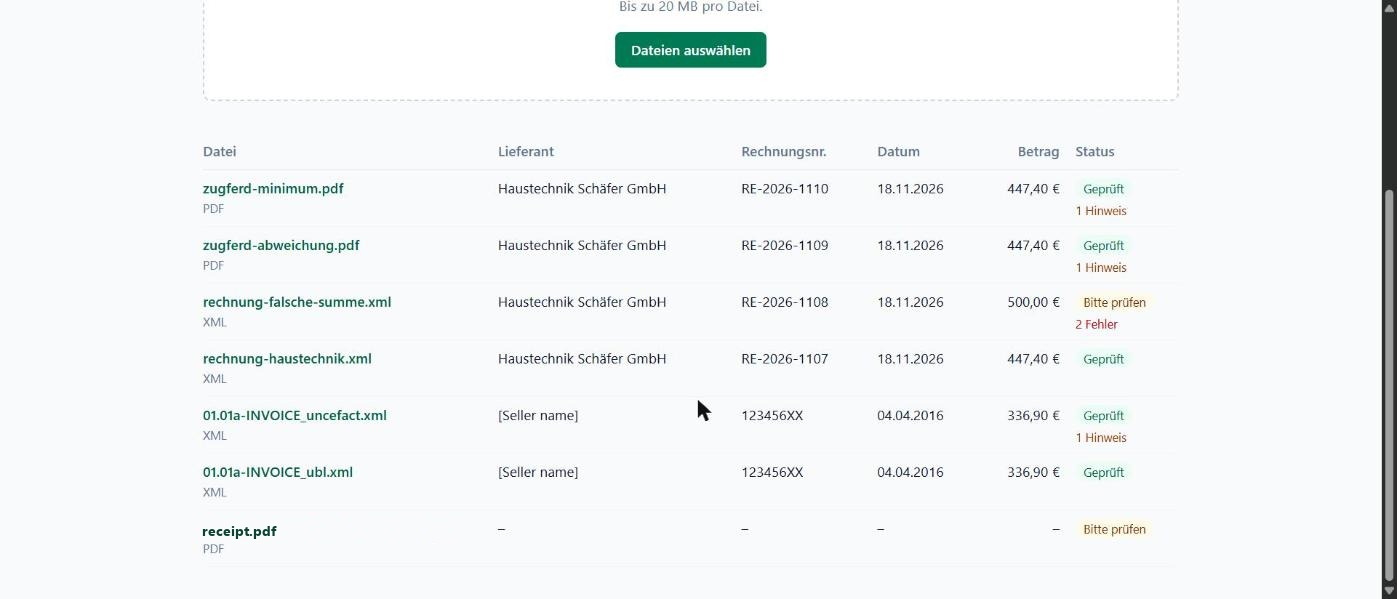 Bis zu 20 MB pro Datei.
Dateien auswählen
Datei Lieferant Rechnungsnr. Datum Betrag Status
zugferd-minimum.pdf Haustechnik Schäfer GmbH RE-2026-1110 18.11.2026 447,40 € Geprüft
PDF 1 Hinweis
zugferd-abweichung.pdf Haustechnik Schäfer GmbH RE-2026-1109 18.11.2026 447,40 € Geprüft
PDF 1 Hinweis
rechnung-falsche-summe.xml Haustechnik Schäfer GmbH RE-2026-1108 18.11.2026 500,00 € Bitte prüfen
XML 2 Fehler
rechnung-haustechnik.xml Haustechnik Schäfer GmbH RE-2026-1107 18.11.2026 447,40 € Geprüft
XML
01.01a-INVOICE_uncefact.xml [Seller name] 123456XX 04.04.2016 336,90 € Geprüft
XML 1 Hinweis
01.01a-INVOICE_ubl.xml [Seller name] 123456XX 04.04.2016 336,90 € Geprüft
XML
receipt.pdf – – – – Bitte prüfen
PDF